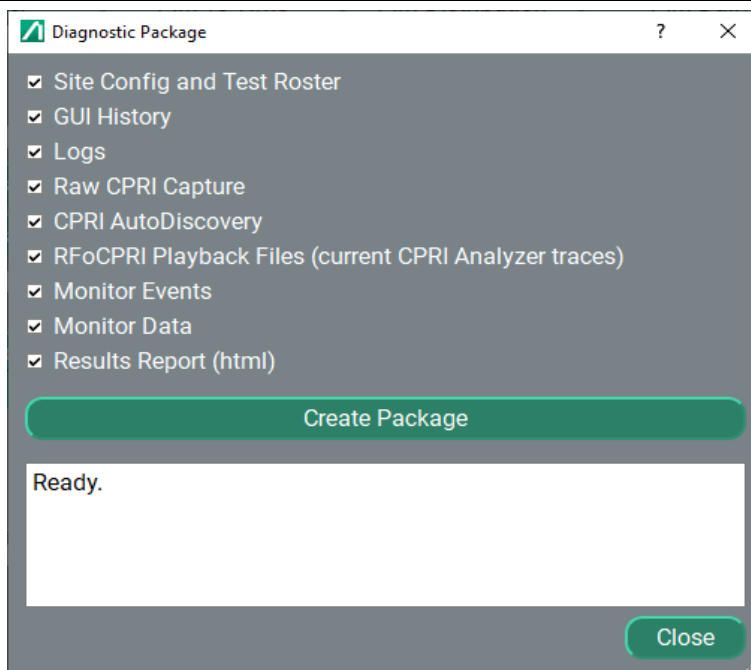 Diagnostic Package
Site Config and Test Roster
GUI History
Logs
Raw CPRI Capture
CPRI AutoDiscovery
RFoCPRI Playback Files (current CPRI Analyzer traces)
Monitor Events
Monitor Data
Results Report (html)
Create Package
Ready.
Close